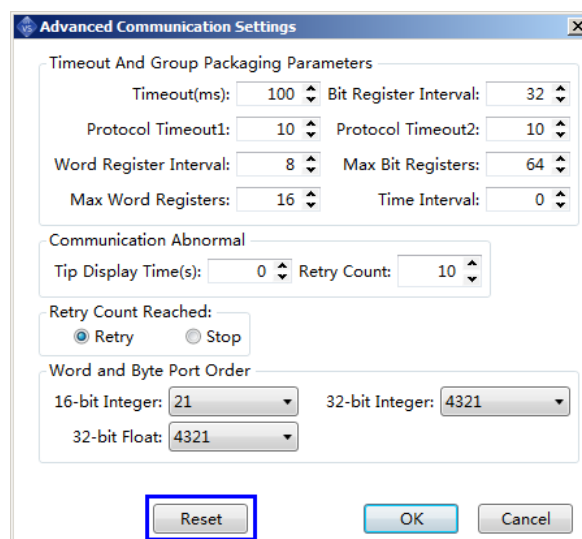 VS Advanced Communication Settings
Timeout And Group Packaging Parameters
Timeout(ms): 100 Bit Register Interval: 32
Protocol Timeout1: 10 Protocol Timeout2: 10
Word Register Interval: 8 Max Bit Registers: 64
Max Word Registers: 16 Time Interval: 0
Communication Abnormal
Tip Display Time(s): 0 Retry Count: 10
Retry Count Reached:
Retry Stop
Word and Byte Port Order
16-bit Integer: 21 32-bit Integer: 4321
32-bit Float: 4321
Reset OK Cancel